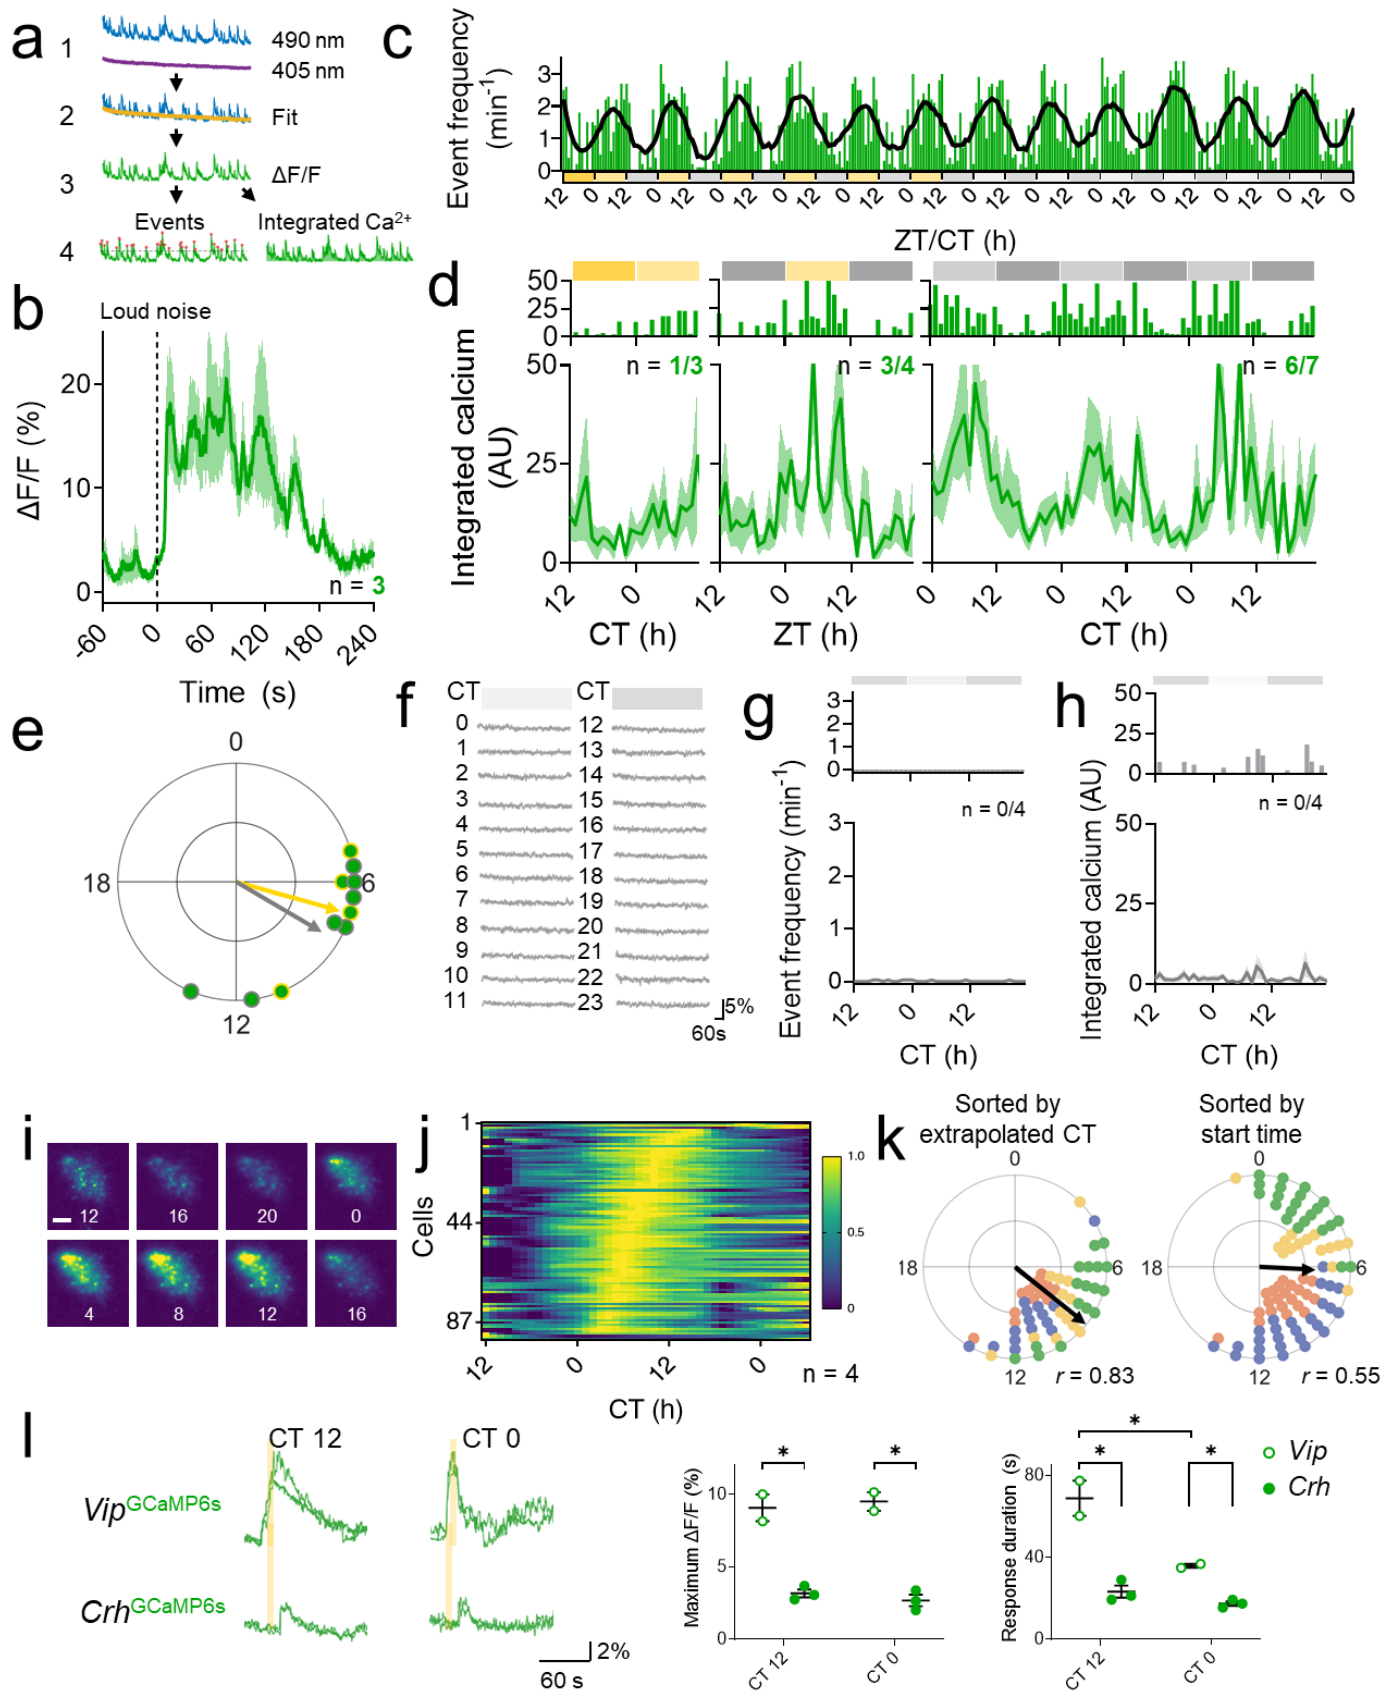 a
1
490 nm
405 nm
2
Fit
3
ΔF/F
Events
Integrated Ca2+
4
b
Loud noise
ΔF/F (%)
20
10
0
n = 3
-60
0
60
120
180
240
Time (s)
c
Event frequency
(min-1)
3
2
1
0
12 0 12 0 12 0 12 0 12 0 12 0 12 0 12 0 12 0 12 0 12 0 12 0 12 0
ZT/CT (h)
d
50
25
0
Integrated calcium
(AU)
50
25
0
n = 1/3
n = 3/4
n = 6/7
12 0
12 0 12
0 12 0 12 0 12
CT (h)
ZT (h)
CT (h)
e
0
18
6
12
f
CT
CT
0 12
1 13
2 14
3 15
4 16
5 17
6 18
7 19
8 20
9 21
10 22
11 23
5%
60s
g
3
2
1
0
Event frequency (min-1)
n = 0/4
3
2
1
0
12 0 12
CT (h)
h
50
25
0
Integrated calcium (AU)
n = 0/4
50
25
0
12 0 12
CT (h)
i
12 16 20 0
4 8 12 16
j
Cells
1
44
87
1.0
0.5
0
12 0 12 0
n = 4
CT (h)
k
Sorted by
extrapolated CT
0
18
6
12
r = 0.83
Sorted by
start time
0
18
6
12
r = 0.55
l
CT 12
CT 0
VipGCaMP6s
CrhGCaMP6s
2%
60 s
Maximum ΔF/F (%)
10
5
0
*
*
CT 12
CT 0
Response duration (s)
80
40
0
*
*
*
CT 12
CT 0
Vip
Crh